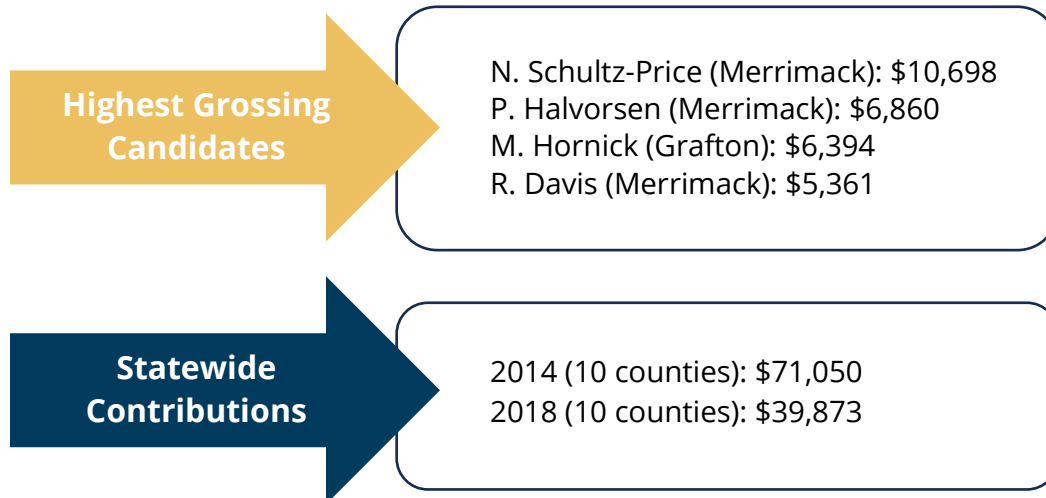 Highest Grossing
Candidates
N. Schultz-Price (Merrimack): $10,698
P. Halvorsen (Merrimack): $6,860
M. Hornick (Grafton): $6,394
R. Davis (Merrimack): $5,361
Statewide
Contributions
2014 (10 counties): $71,050
2018 (10 counties): $39,873